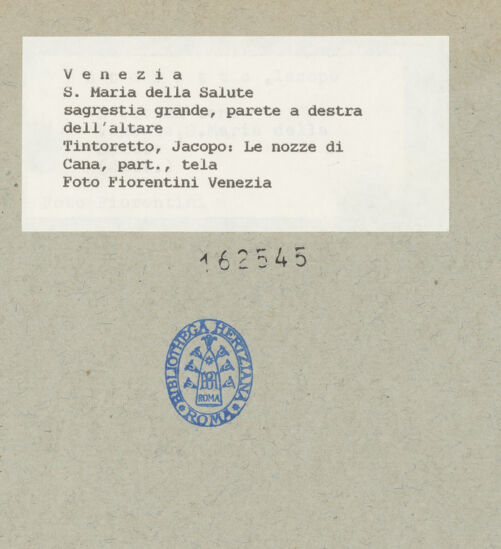 V e n e z i a
S. Maria della Salute
sagrestia grande, parete a destra
dell'altare
Tintoretto, Jacopo: Le nozze di
Cana, part., tela
Foto Fiorentini Venezia
162545
BIBLIOTHECA HERTZIANA
ROMA
• ROMA •